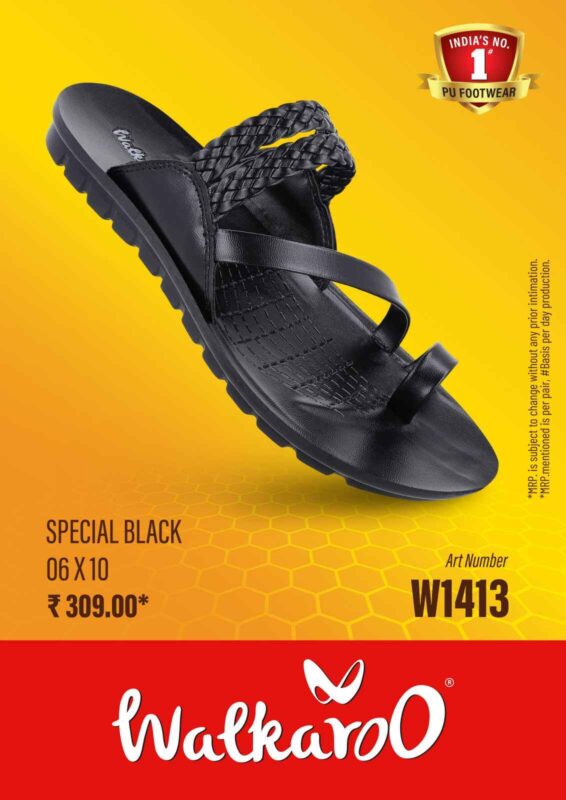 INDIA'S NO.
1#
PU FOOTWEAR
Walkaroo
*MRP. is subject to change without any prior intimation.
*MRP.mentioned is per pair, #Basis per day production.
SPECIAL BLACK
06 X 10
₹ 309.00*
Art Number
W1413
Walkaroo®